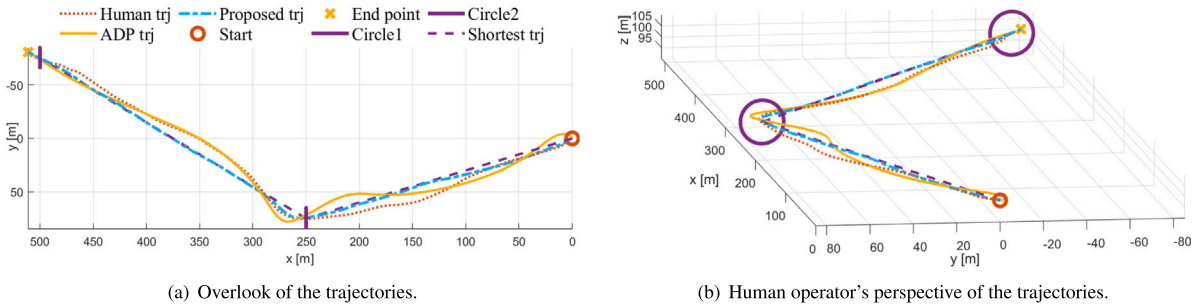 Human trj Proposed trj End point Circle2
ADP trj Start Circle1 Shortest trj
-50
0
50
y [m]
500 450 400 350 300 250 200 150 100 50 0
x [m]
(a) Overlook of the trajectories.
105
100
95
z [m]
500
400
300
200
100
0
x [m]
80 60 40 20 0 -20 -40 -60 -80
y [m]
(b) Human operator's perspective of the trajectories.